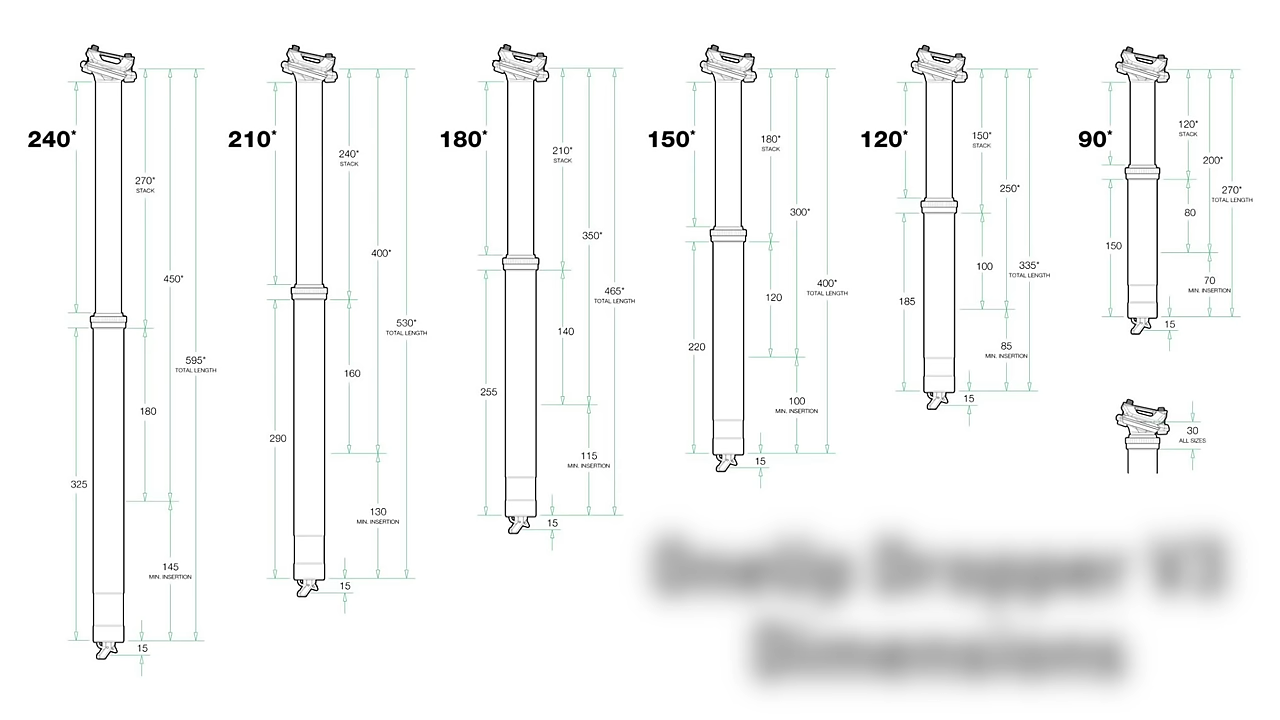 240*
270*
STACK
450*
595*
TOTAL LENGTH
180
325
145
MIN. INSERTION
15
210*
240*
STACK
400*
530*
TOTAL LENGTH
160
290
130
MIN. INSERTION
15
180*
210*
STACK
350*
465*
TOTAL LENGTH
140
255
115
MIN. INSERTION
15
150*
180*
STACK
300*
400*
TOTAL LENGTH
120
220
100
MIN. INSERTION
15
120*
150*
STACK
250*
335*
TOTAL LENGTH
100
185
85
MIN. INSERTION
15
90*
120*
STACK
200*
270*
TOTAL LENGTH
80
150
70
MIN. INSERTION
15
30
ALL SIZES